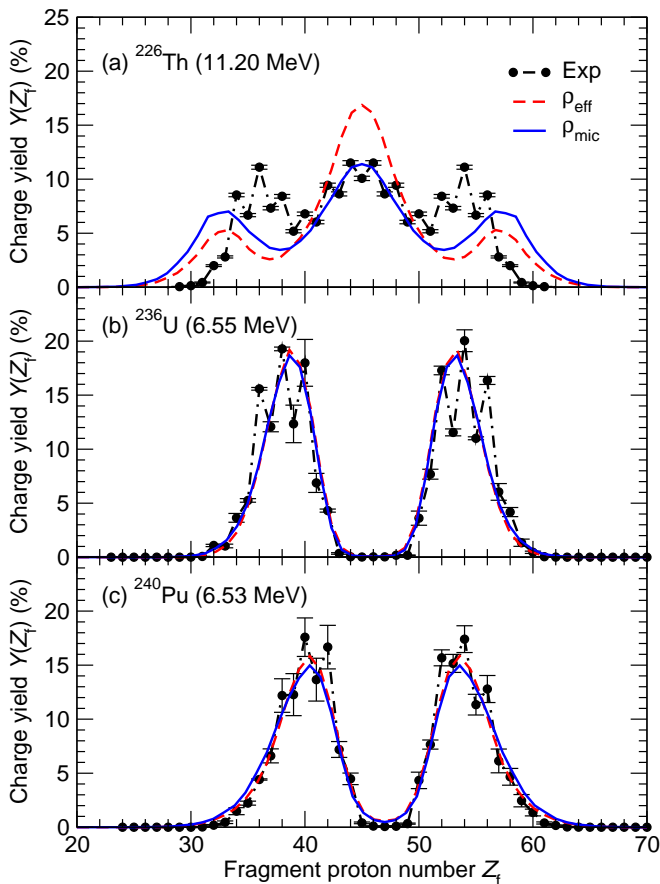 25
(a) ²²⁶Th (11.20 MeV)
Exp
20
ρeff
15
ρmic
10
5
0
Charge yield Y(Zf) (%)
(b) ²³⁶U (6.55 MeV)
20
15
10
5
0
Charge yield Y(Zf) (%)
(c) ²⁴⁰Pu (6.53 MeV)
20
15
10
5
0
Charge yield Y(Zf) (%)
20 30 40 50 60 70
Fragment proton number Zf